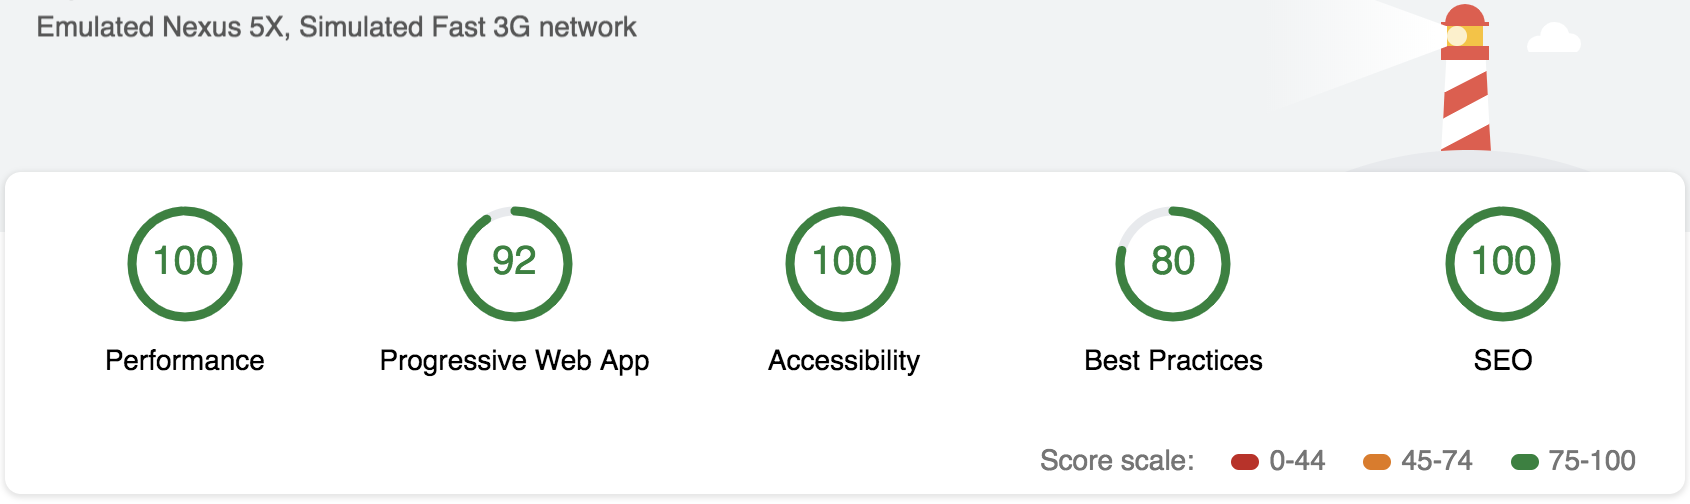 Emulated Nexus 5X, Simulated Fast 3G network
100 92 100 80 100
Performance Progressive Web App Accessibility Best Practices SEO
Score scale: 0-44 45-74 75-100